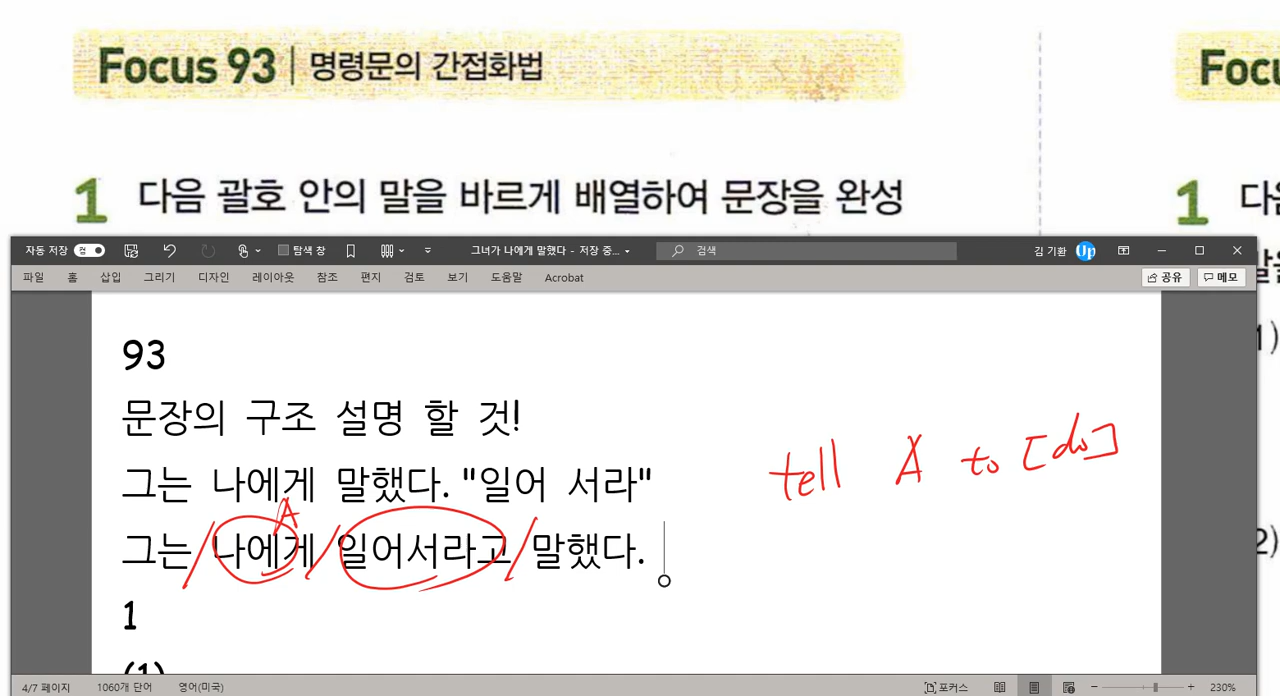 Focus 93 | 명령문의 간접화법
Focu
1 다음 괄호 안의 말을 바르게 배열하여 문장을 완성
1
자동 저장 컴 탐색 창 그녀가 나에게 말했다 - 저장 중... 검색 김 기환 Up
파일 홈 삽입 그리기 디자인 레이아웃 참조 편지 검토 보기 도움말 Acrobat 공유 메모
1)
2)
93
문장의 구조 설명 할 것!
그는 나에게 말했다. "일어 서라"
tell A to [do]
A
그는 / 나에게 / 일어서라고 / 말했다.
1
(1)
4/7 페이지 1060개 단어 영어(미국) 포커스 230%